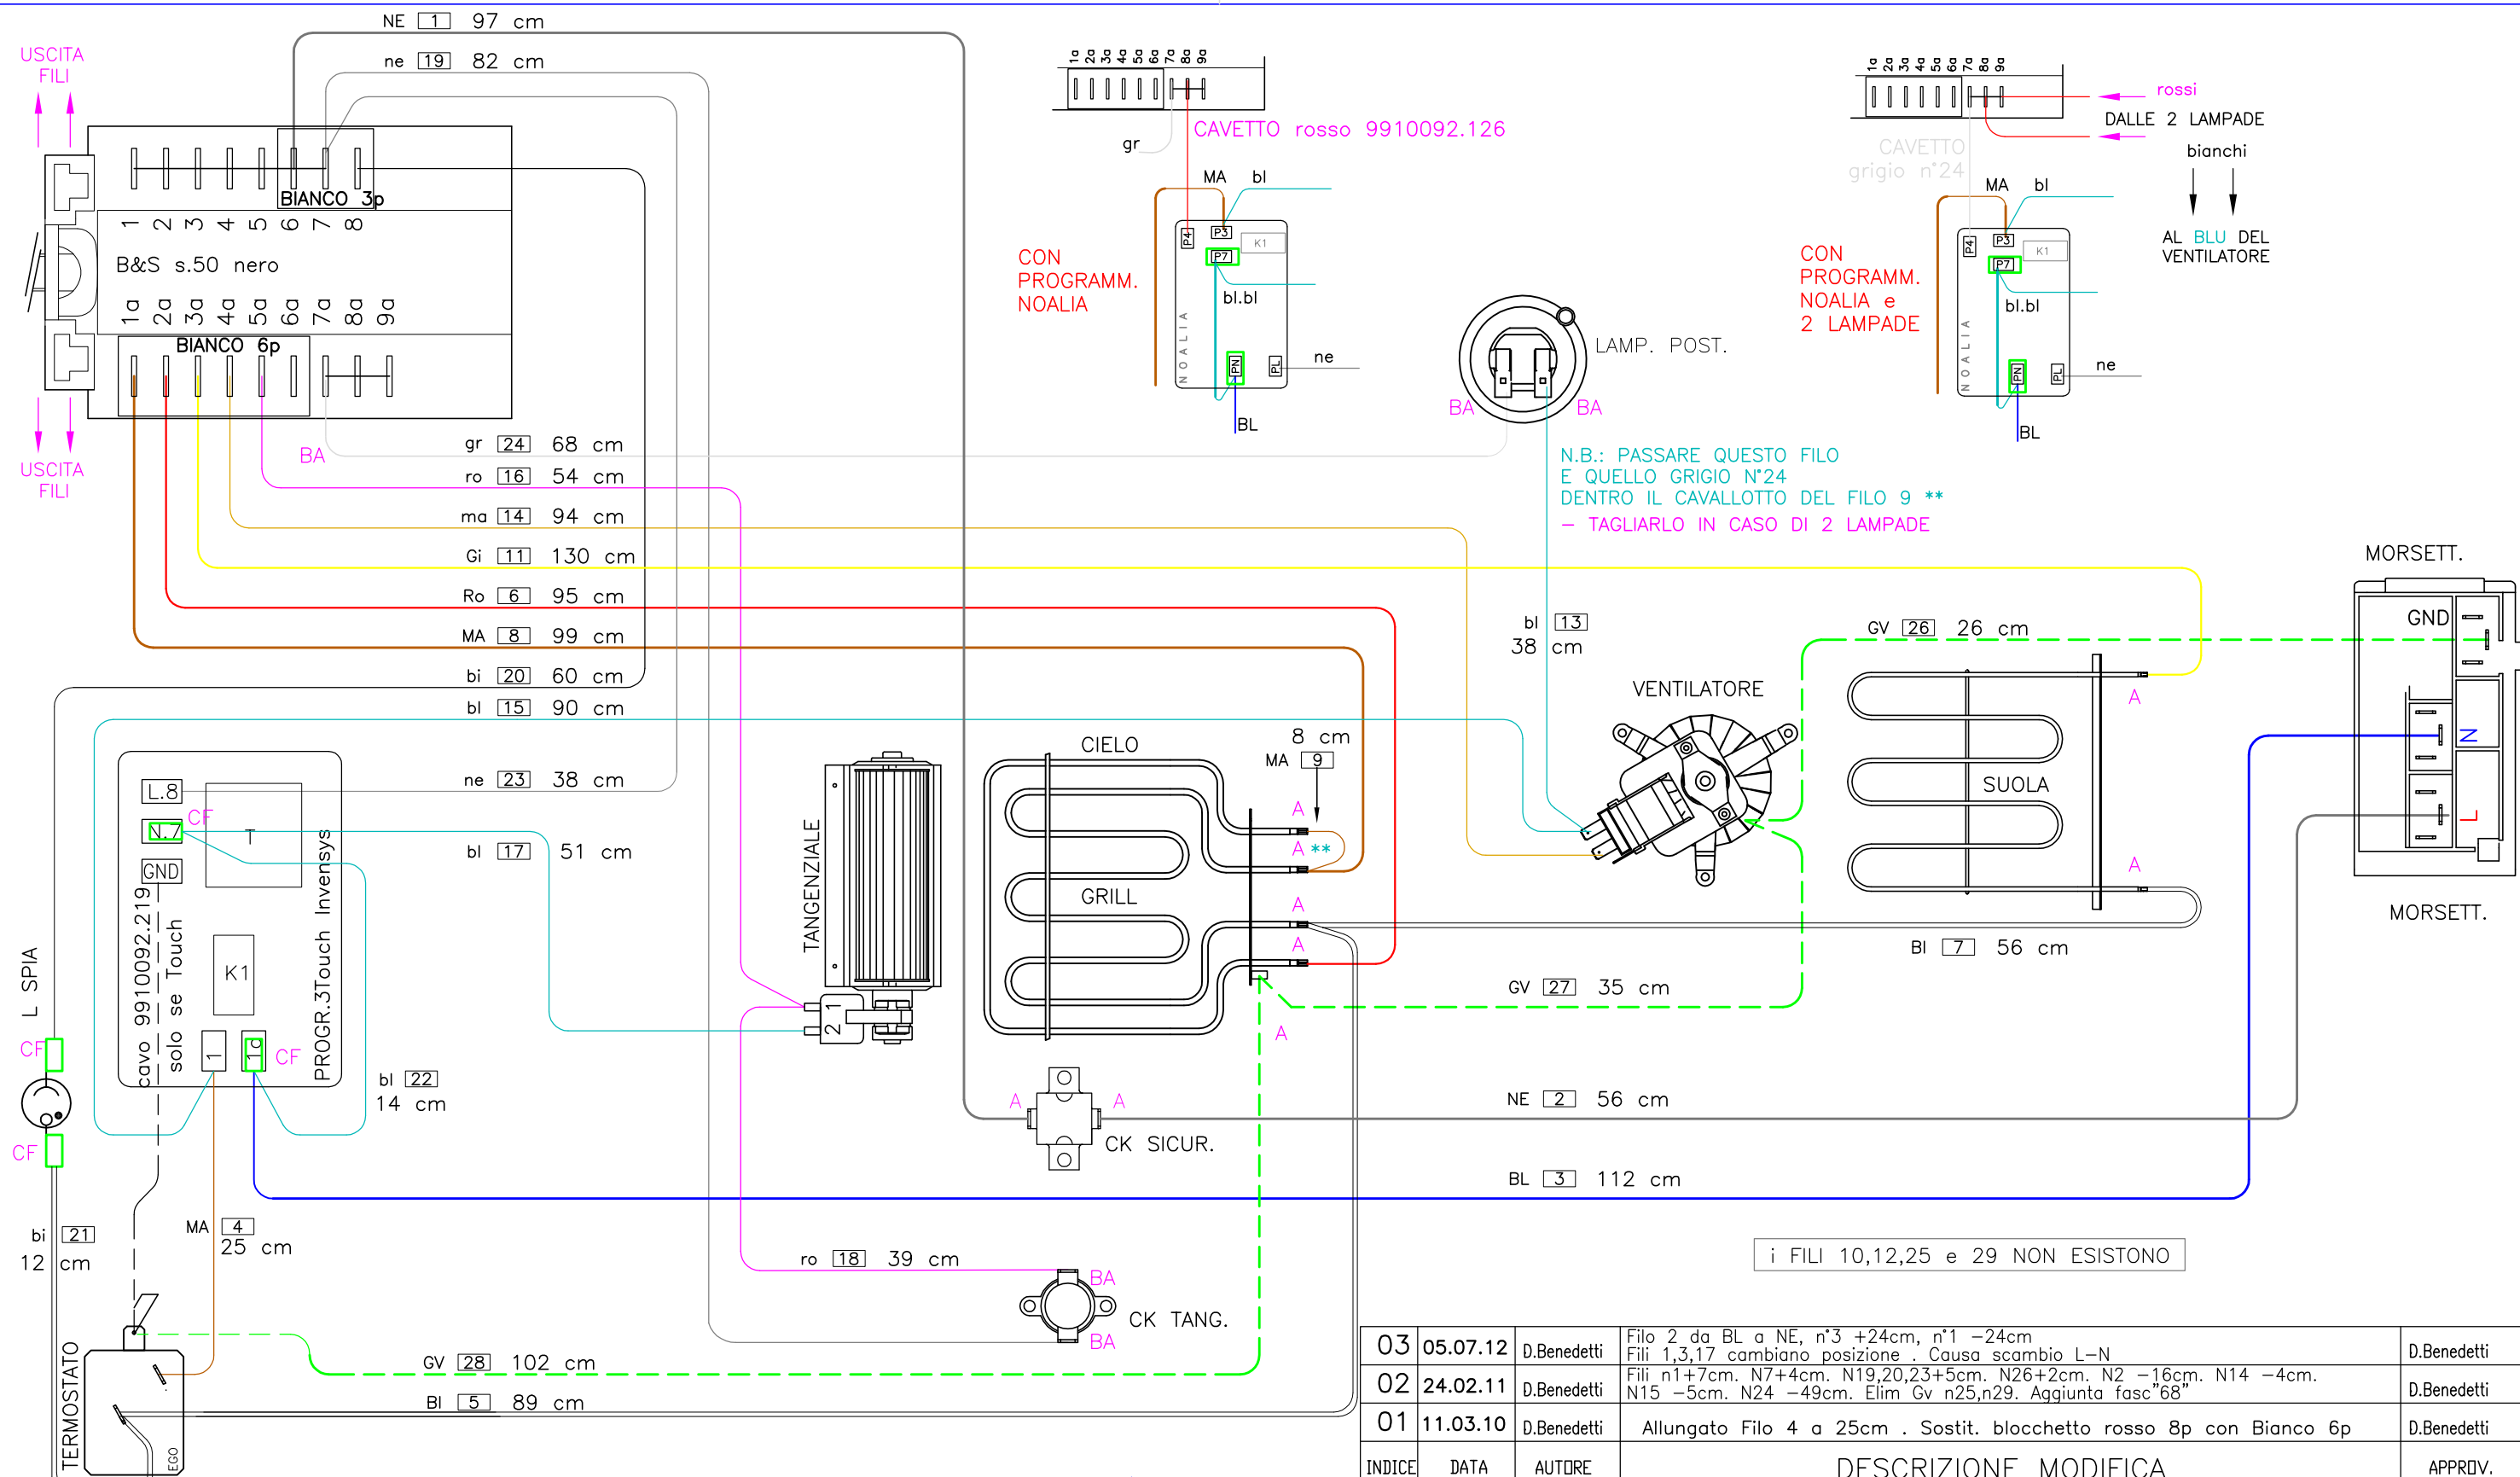 NE 1 97 cm
ne 19 82 cm
USCITA
FILI
BIANCO 3p
1 2 3 4 5 6 7 8
B&S s.50 nero
1a 2a 3a 4a 5a 6a 7a 8a 9a
BIANCO 6p
USCITA
FILI
BA
gr 24 68 cm
ro 16 54 cm
ma 14 94 cm
Gi 11 130 cm
Ro 6 95 cm
MA 8 99 cm
bi 20 60 cm
bl 15 90 cm
ne 23 38 cm
bl 17 51 cm
1a 2a 3a 4a 5a 6a 7a 8a 9a
CAVETTO rosso 9910092.126
gr
MA bl
P4 P3 K1
P7
CON
PROGRAMM.
NOALIA
bl.bl
NOALIA
PN PL
ne
BL
1a 2a 3a 4a 5a 6a 7a 8a 9a
rossi
DALLE 2 LAMPADE
bianchi
CAVETTO
grigio n°24
MA bl
P4 P3 K1
P7
AL BLU DEL
VENTILATORE
CON
PROGRAMM.
NOALIA e
2 LAMPADE
bl.bl
NOALIA
PN PL
ne
BL
LAMP. POST.
BA BA
N.B.: PASSARE QUESTO FILO
E QUELLO GRIGIO N°24
DENTRO IL CAVALLOTTO DEL FILO 9 **
- TAGLIARLO IN CASO DI 2 LAMPADE
bl 13
38 cm
GV 26 26 cm
MORSETT.
GND
N
L
MORSETT.
VENTILATORE
SUOLA
A
A
8 cm
MA 9
CIELO
GRILL
A
A **
A
A
A
TANGENZIALE
1
2
L.8
N.7 CF
GND
T
K1
1 1a CF
PROGR.3Touch Invensys
cavo 9910092.219
solo se Touch
bl 22
14 cm
L SPIA
CF
CF
bi 21
12 cm
MA 4
25 cm
Bl 7 56 cm
GV 27 35 cm
NE 2 56 cm
A A
CK SICUR.
BL 3 112 cm
ro 18 39 cm
BA
CK TANG.
BA
GV 28 102 cm
Bl 5 89 cm
TERMOSTATO
EGO
i FILI 10,12,25 e 29 NON ESISTONO
03 05.07.12 D.Benedetti Filo 2 da BL a NE, n°3 +24cm, n°1 -24cm
Fili 1,3,17 cambiano posizione . Causa scambio L-N D.Benedetti
02 24.02.11 D.Benedetti Fili n1+7cm. N7+4cm. N19,20,23+5cm. N26+2cm. N2 -16cm. N14 -4cm.
N15 -5cm. N24 -49cm. Elim Gv n25,n29. Aggiunta fasc"68" D.Benedetti
01 11.03.10 D.Benedetti Allungato Filo 4 a 25cm . Sostit. blocchetto rosso 8p con Bianco 6p D.Benedetti
INDICE DATA AUTORE DESCRIZIONE MODIFICA APPROV.